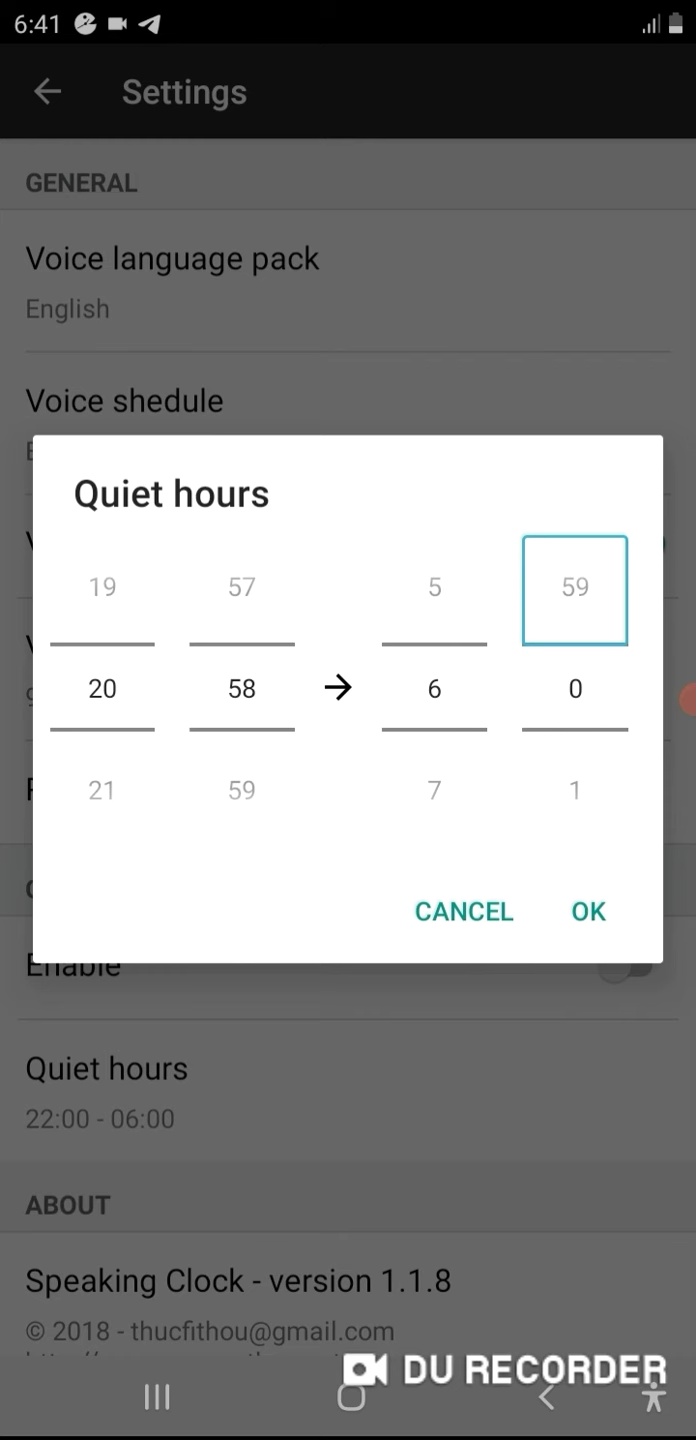 6:41
Settings
GENERAL
Voice language pack
English
Voice shedule
Quiet hours
19 57 5 59
20 58 → 6 0
21 59 7 1
CANCEL OK
Enable
Quiet hours
22:00 - 06:00
ABOUT
Speaking Clock - version 1.1.8
© 2018 - thucfithou@gmail.com
DU RECORDER